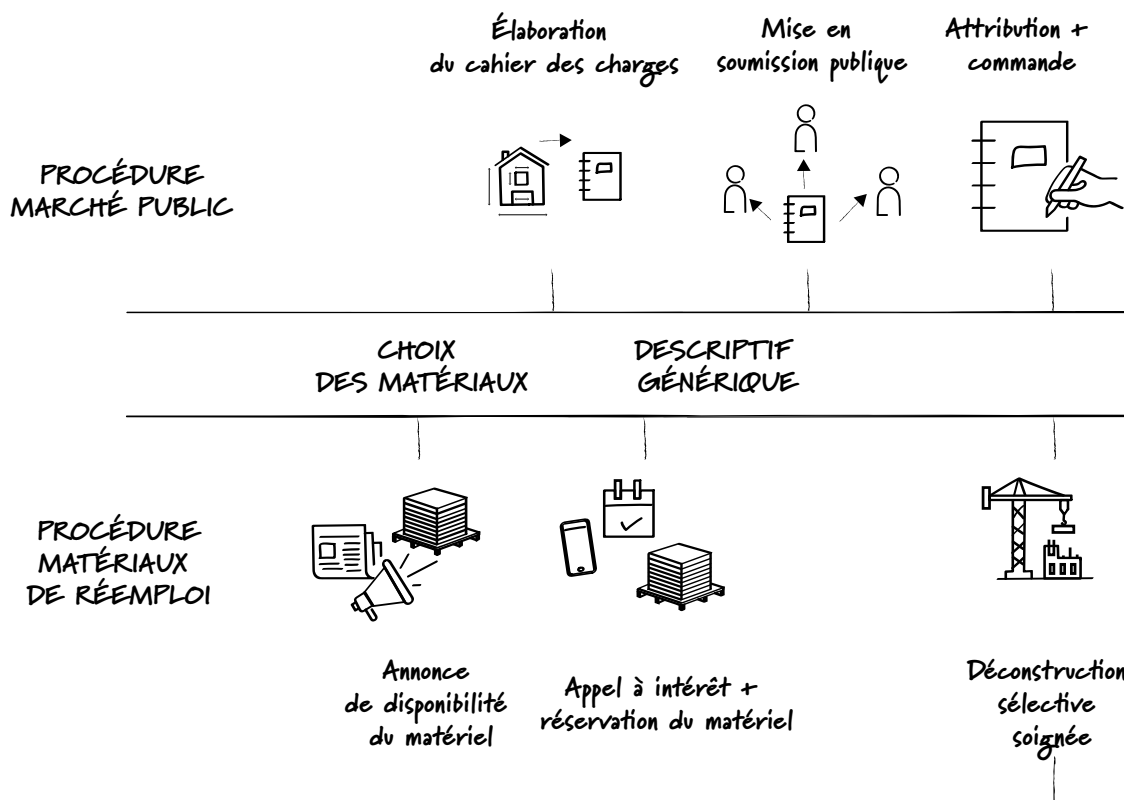 Élaboration
du cahier des charges
Mise en
soumission publique
Attribution +
commande
PROCÉDURE
MARCHÉ PUBLIC
CHOIX
DES MATÉRIAUX
DESCRIPTIF
GÉNÉRIQUE
PROCÉDURE
MATÉRIAUX
DE RÉEMPLOI
Annonce
de disponibilité
du matériel
Appel à intérêt +
réservation du matériel
Déconstruction
sélective
soignée